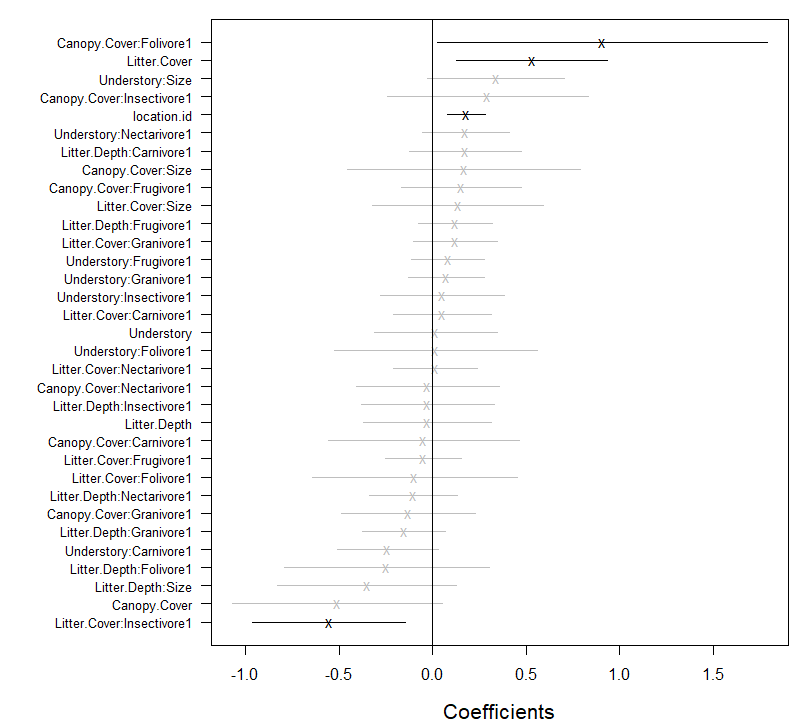 Canopy.Cover:Folivore1
Litter.Cover
Understory:Size
Canopy.Cover:Insectivore1
location.id
Understory:Nectarivore1
Litter.Depth:Carnivore1
Canopy.Cover:Size
Canopy.Cover:Frugivore1
Litter.Cover:Size
Litter.Depth:Frugivore1
Litter.Cover:Granivore1
Understory:Frugivore1
Understory:Granivore1
Understory:Insectivore1
Litter.Cover:Carnivore1
Understory
Understory:Folivore1
Litter.Cover:Nectarivore1
Canopy.Cover:Nectarivore1
Litter.Depth:Insectivore1
Litter.Depth
Canopy.Cover:Carnivore1
Litter.Cover:Frugivore1
Litter.Cover:Folivore1
Litter.Depth:Nectarivore1
Canopy.Cover:Granivore1
Litter.Depth:Granivore1
Understory:Carnivore1
Litter.Depth:Folivore1
Litter.Depth:Size
Canopy.Cover
Litter.Cover:Insectivore1
-1.0 -0.5 0.0 0.5 1.0 1.5
Coefficients